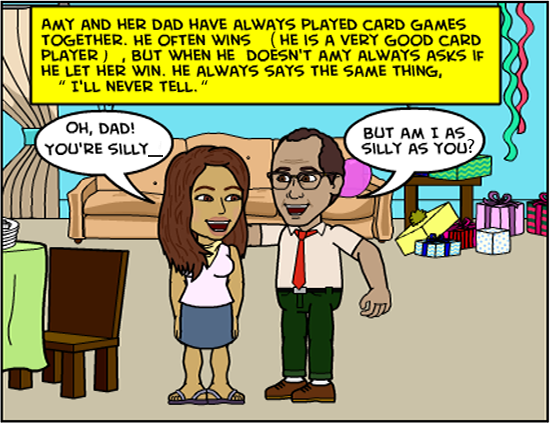 AMY AND HER DAD HAVE ALWAYS PLAYED CARD GAMES
TOGETHER. HE OFTEN WINS (HE IS A VERY GOOD CARD
PLAYER) , BUT WHEN HE DOESN'T AMY ALWAYS ASKS IF
HE LET HER WIN. HE ALWAYS SAYS THE SAME THING,
"I'LL NEVER TELL."
OH, DAD!
YOU'RE SILLY__
BUT AM I AS
SILLY AS YOU?